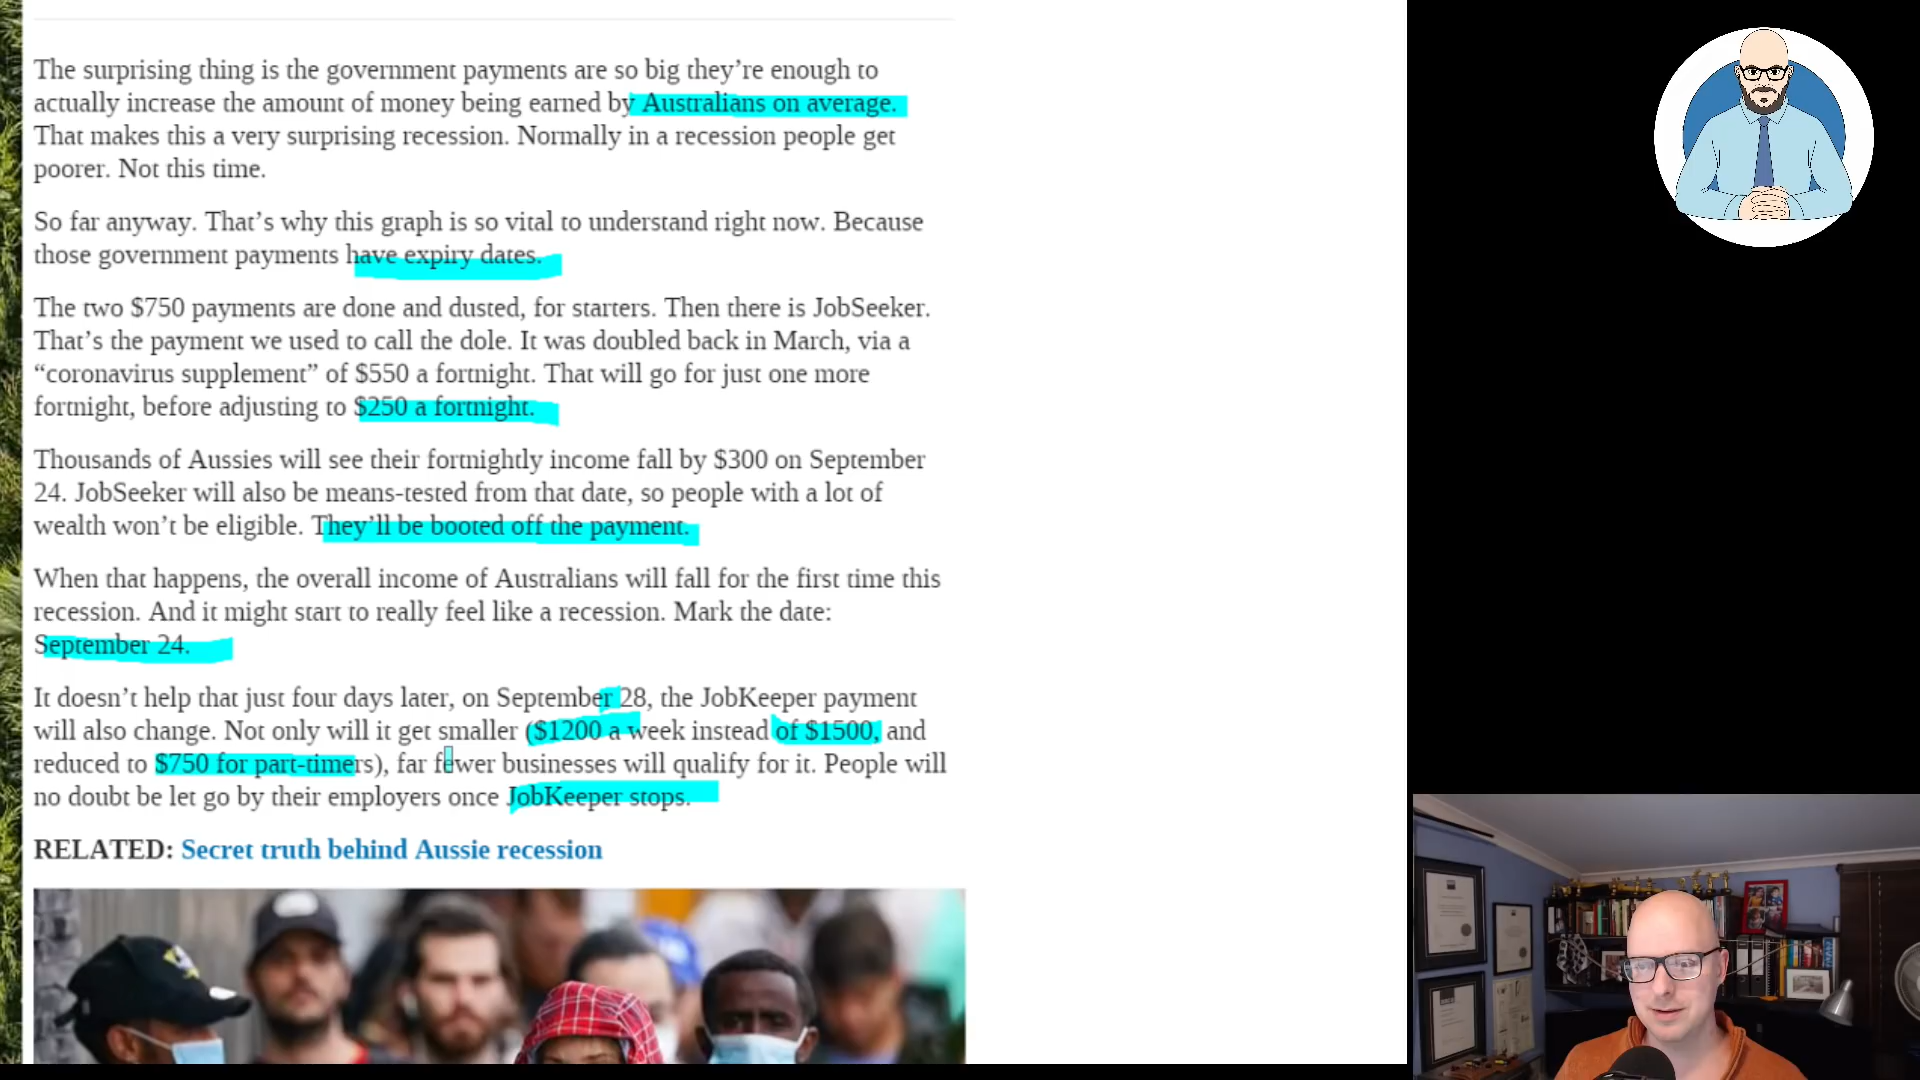 The surprising thing is the government payments are so big they’re enough to
actually increase the amount of money being earned by Australians on average.
That makes this a very surprising recession. Normally in a recession people get
poorer. Not this time.
So far anyway. That’s why this graph is so vital to understand right now. Because
those government payments have expiry dates.
The two $750 payments are done and dusted, for starters. Then there is JobSeeker.
That’s the payment we used to call the dole. It was doubled back in March, via a
“coronavirus supplement” of $550 a fortnight. That will go for just one more
fortnight, before adjusting to $250 a fortnight.
Thousands of Aussies will see their fortnightly income fall by $300 on September
24. JobSeeker will also be means-tested from that date, so people with a lot of
wealth won’t be eligible. They’ll be booted off the payment.
When that happens, the overall income of Australians will fall for the first time this
recession. And it might start to really feel like a recession. Mark the date:
September 24.
It doesn’t help that just four days later, on September 28, the JobKeeper payment
will also change. Not only will it get smaller ($1200 a week instead of $1500, and
reduced to $750 for part-timers), far fewer businesses will qualify for it. People will
no doubt be let go by their employers once JobKeeper stops.
RELATED: Secret truth behind Aussie recession